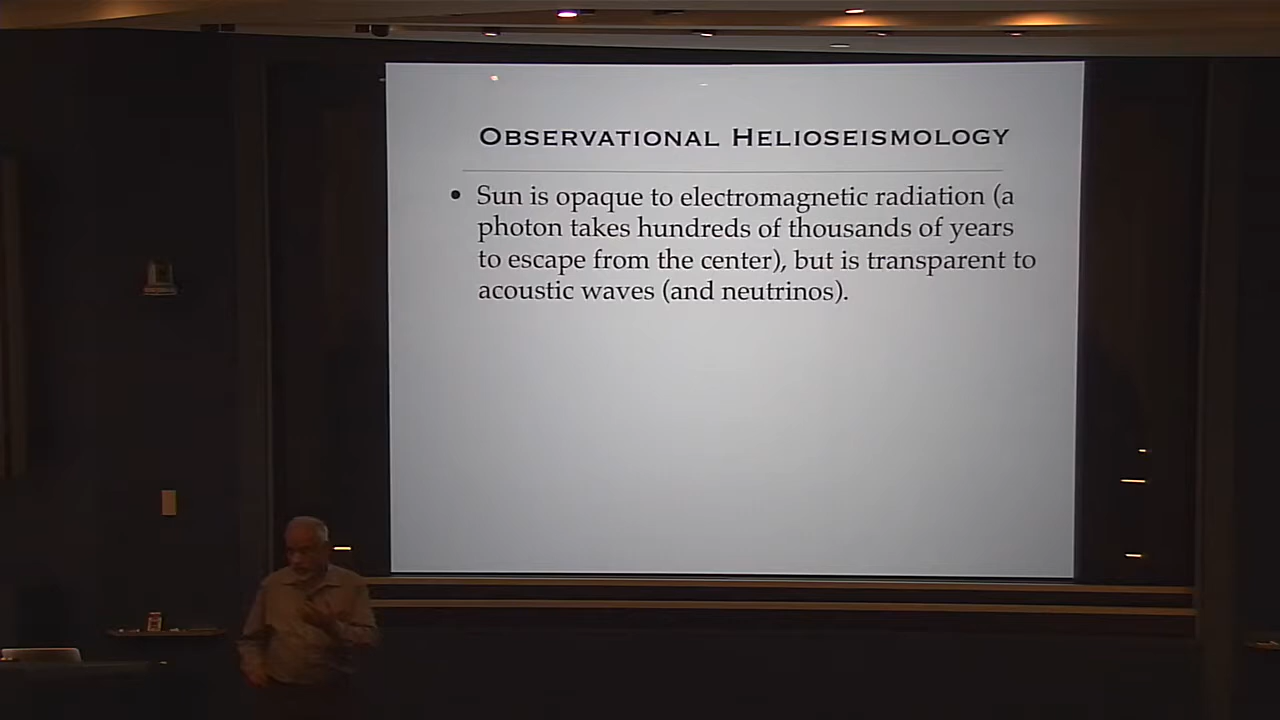 OBSERVATIONAL HELIOSEISMOLOGY
• Sun is opaque to electromagnetic radiation (a
photon takes hundreds of thousands of years
to escape from the center), but is transparent to
acoustic waves (and neutrinos).